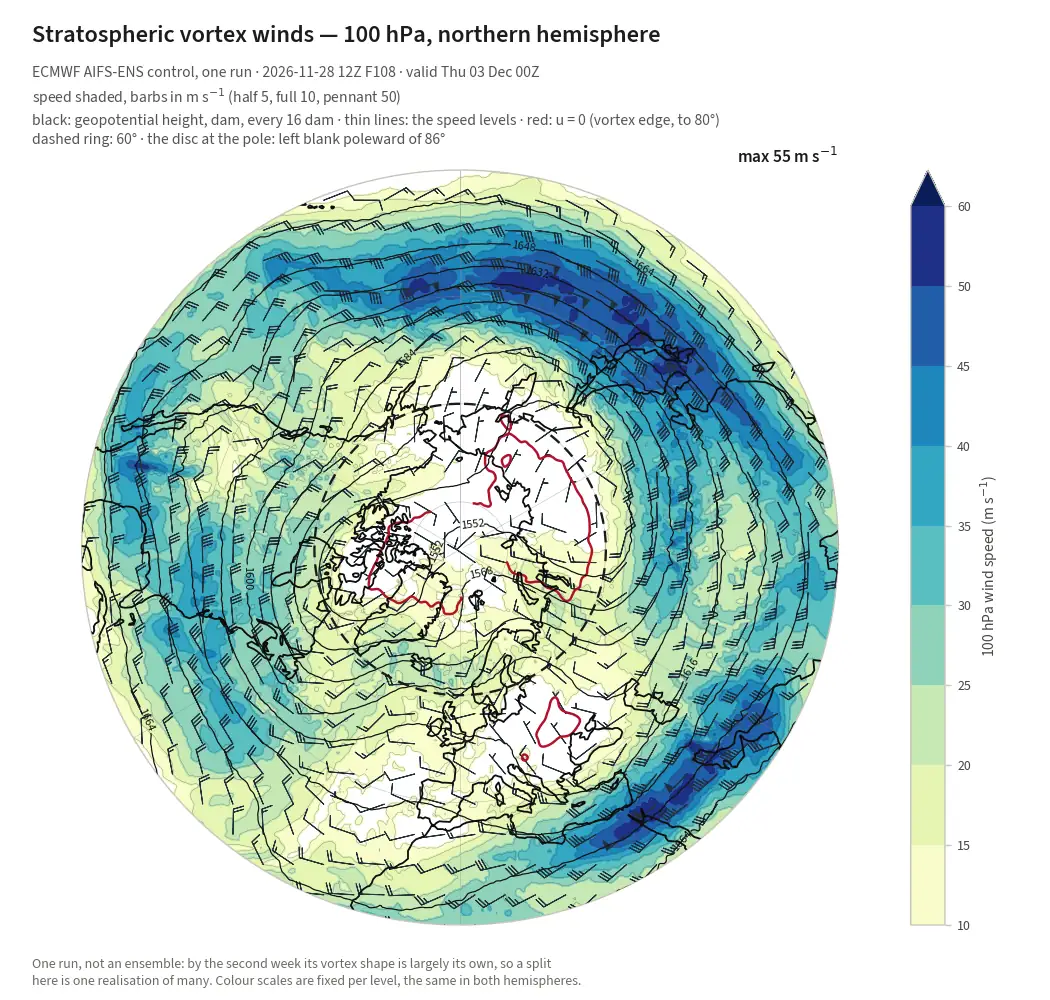 Stratospheric vortex winds — 100 hPa, northern hemisphere
ECMWF AIFS-ENS control, one run · 2026-11-28 12Z F108 · valid Thu 03 Dec 00Z
speed shaded, barbs in m s⁻¹ (half 5, full 10, pennant 50)
black: geopotential height, dam, every 16 dam · thin lines: the speed levels · red: u = 0 (vortex edge, to 80°)
dashed ring: 60° · the disc at the pole: left blank poleward of 86°
max 55 m s⁻¹
1648
1664
1632
1584
1552
1552
1568
1600
1616
1664
60
50
45
40
35
30
25
20
15
10
100 hPa wind speed (m s⁻¹)
One run, not an ensemble: by the second week its vortex shape is largely its own, so a split
here is one realisation of many. Colour scales are fixed per level, the same in both hemispheres.